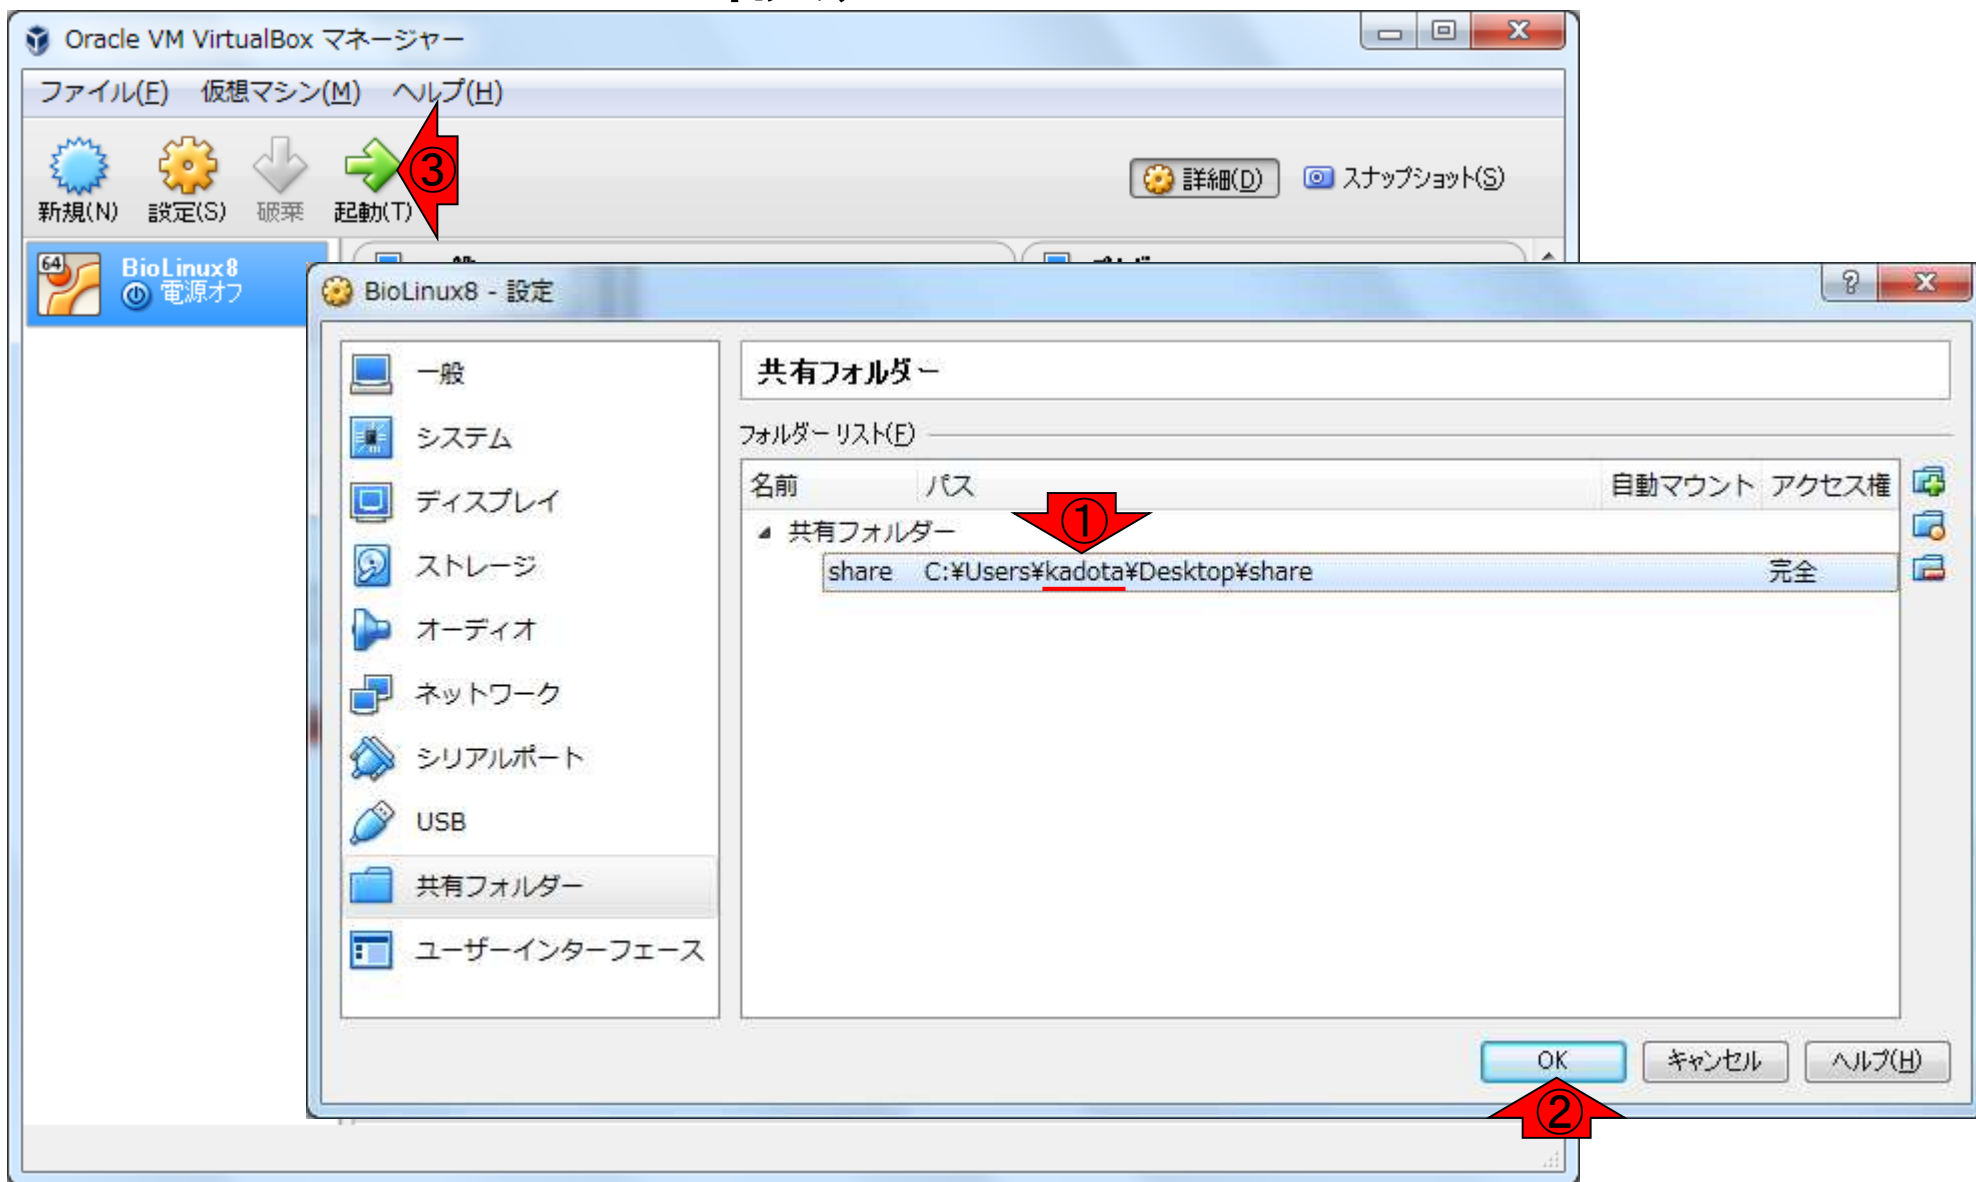 Oracle VM VirtualBox マネージャー
ファイル(F) 仮想マシン(M) ヘルプ(H)
③
新規(N) 設定(S) 破棄 起動(T)
詳細(D) スナップショット(S)
64 BioLinux8
電源オフ
BioLinux8 - 設定
一般
システム
ディスプレイ
ストレージ
オーディオ
ネットワーク
シリアルポート
USB
共有フォルダー
ユーザーインターフェース
共有フォルダー
フォルダーリスト(F)
名前 パス 自動マウント アクセス権
①
共有フォルダー
share C:¥Users¥kadota¥Desktop¥share 完全
OK キャンセル ヘルプ(H)
②